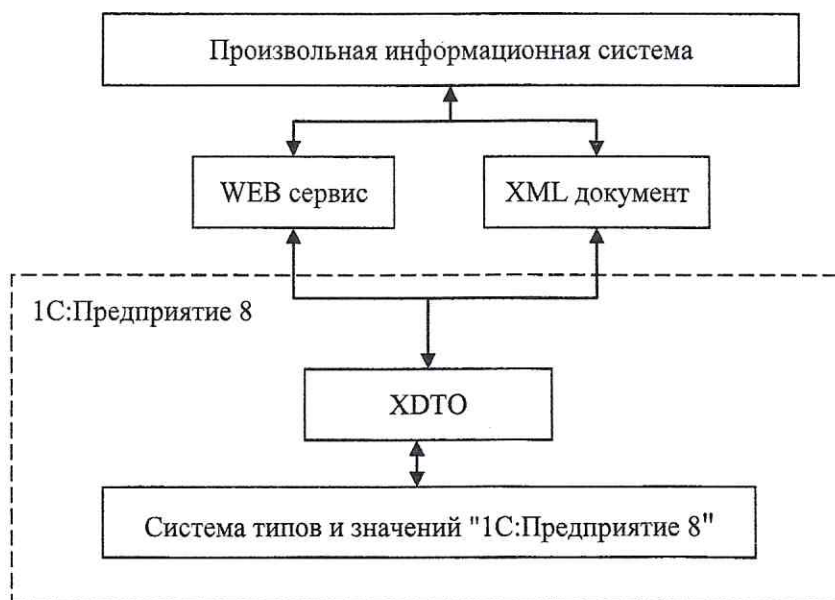 Произвольная информационная система
WEB сервис
XML документ
1С:Предприятие 8
XDTO
Система типов и значений "1С:Предприятие 8"